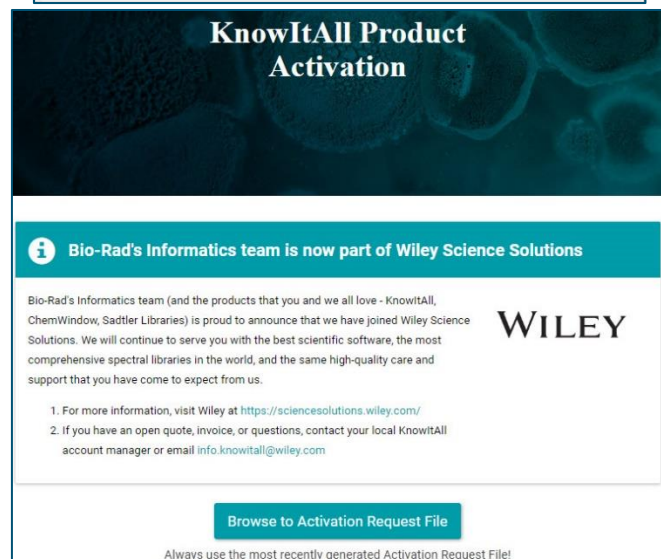 KnowItAll Product
Activation
i
Bio-Rad's Informatics team is now part of Wiley Science Solutions
Bio-Rad's Informatics team (and the products that you and we all love - KnowItAll,
ChemWindow, Sadtler Libraries) is proud to announce that we have joined Wiley Science
Solutions. We will continue to serve you with the best scientific software, the most
comprehensive spectral libraries in the world, and the same high-quality care and
support that you have come to expect from us.
WILEY
1. For more information, visit Wiley at https://sciencesolutions.wiley.com/
2. If you have an open quote, invoice, or questions, contact your local KnowItAll
account manager or email info.knowitall@wiley.com
Browse to Activation Request File
Always use the most recently generated Activation Request File!